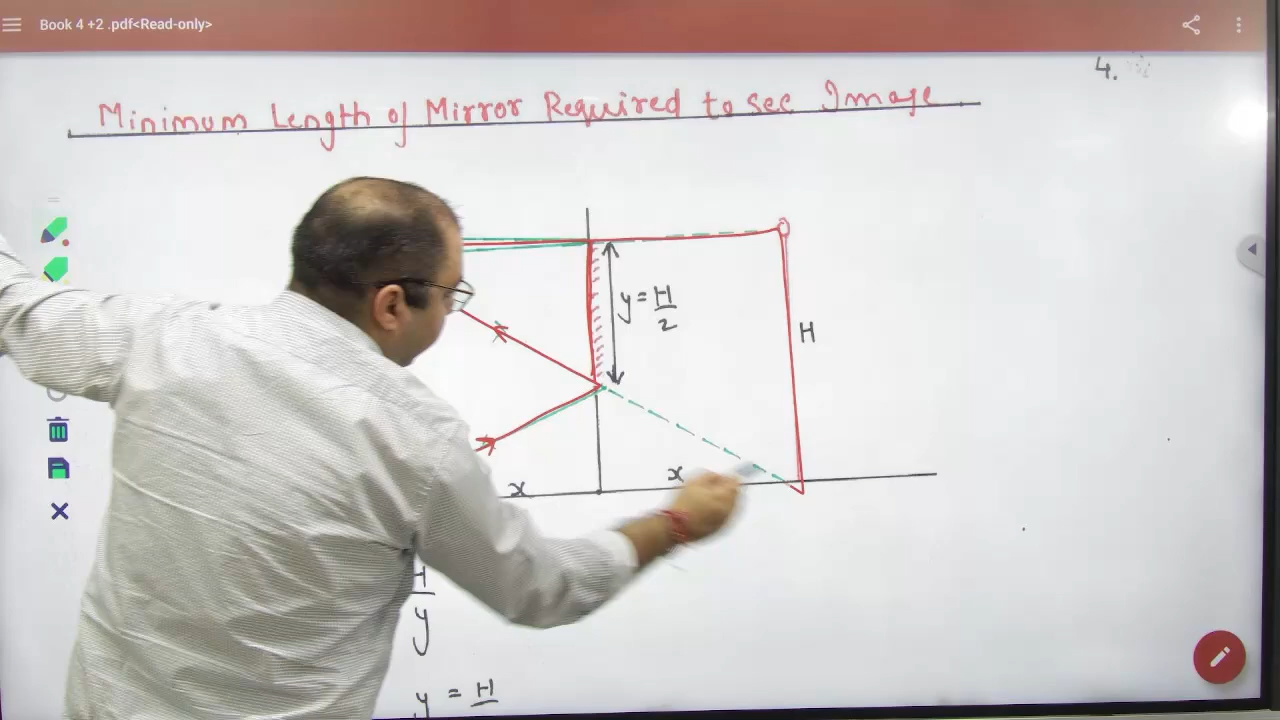 Book 4 +2 .pdf<Read-only>
4.
Minimum Length of Mirror Required to see Image
y = H/2
H
x
x
H
y
y = H